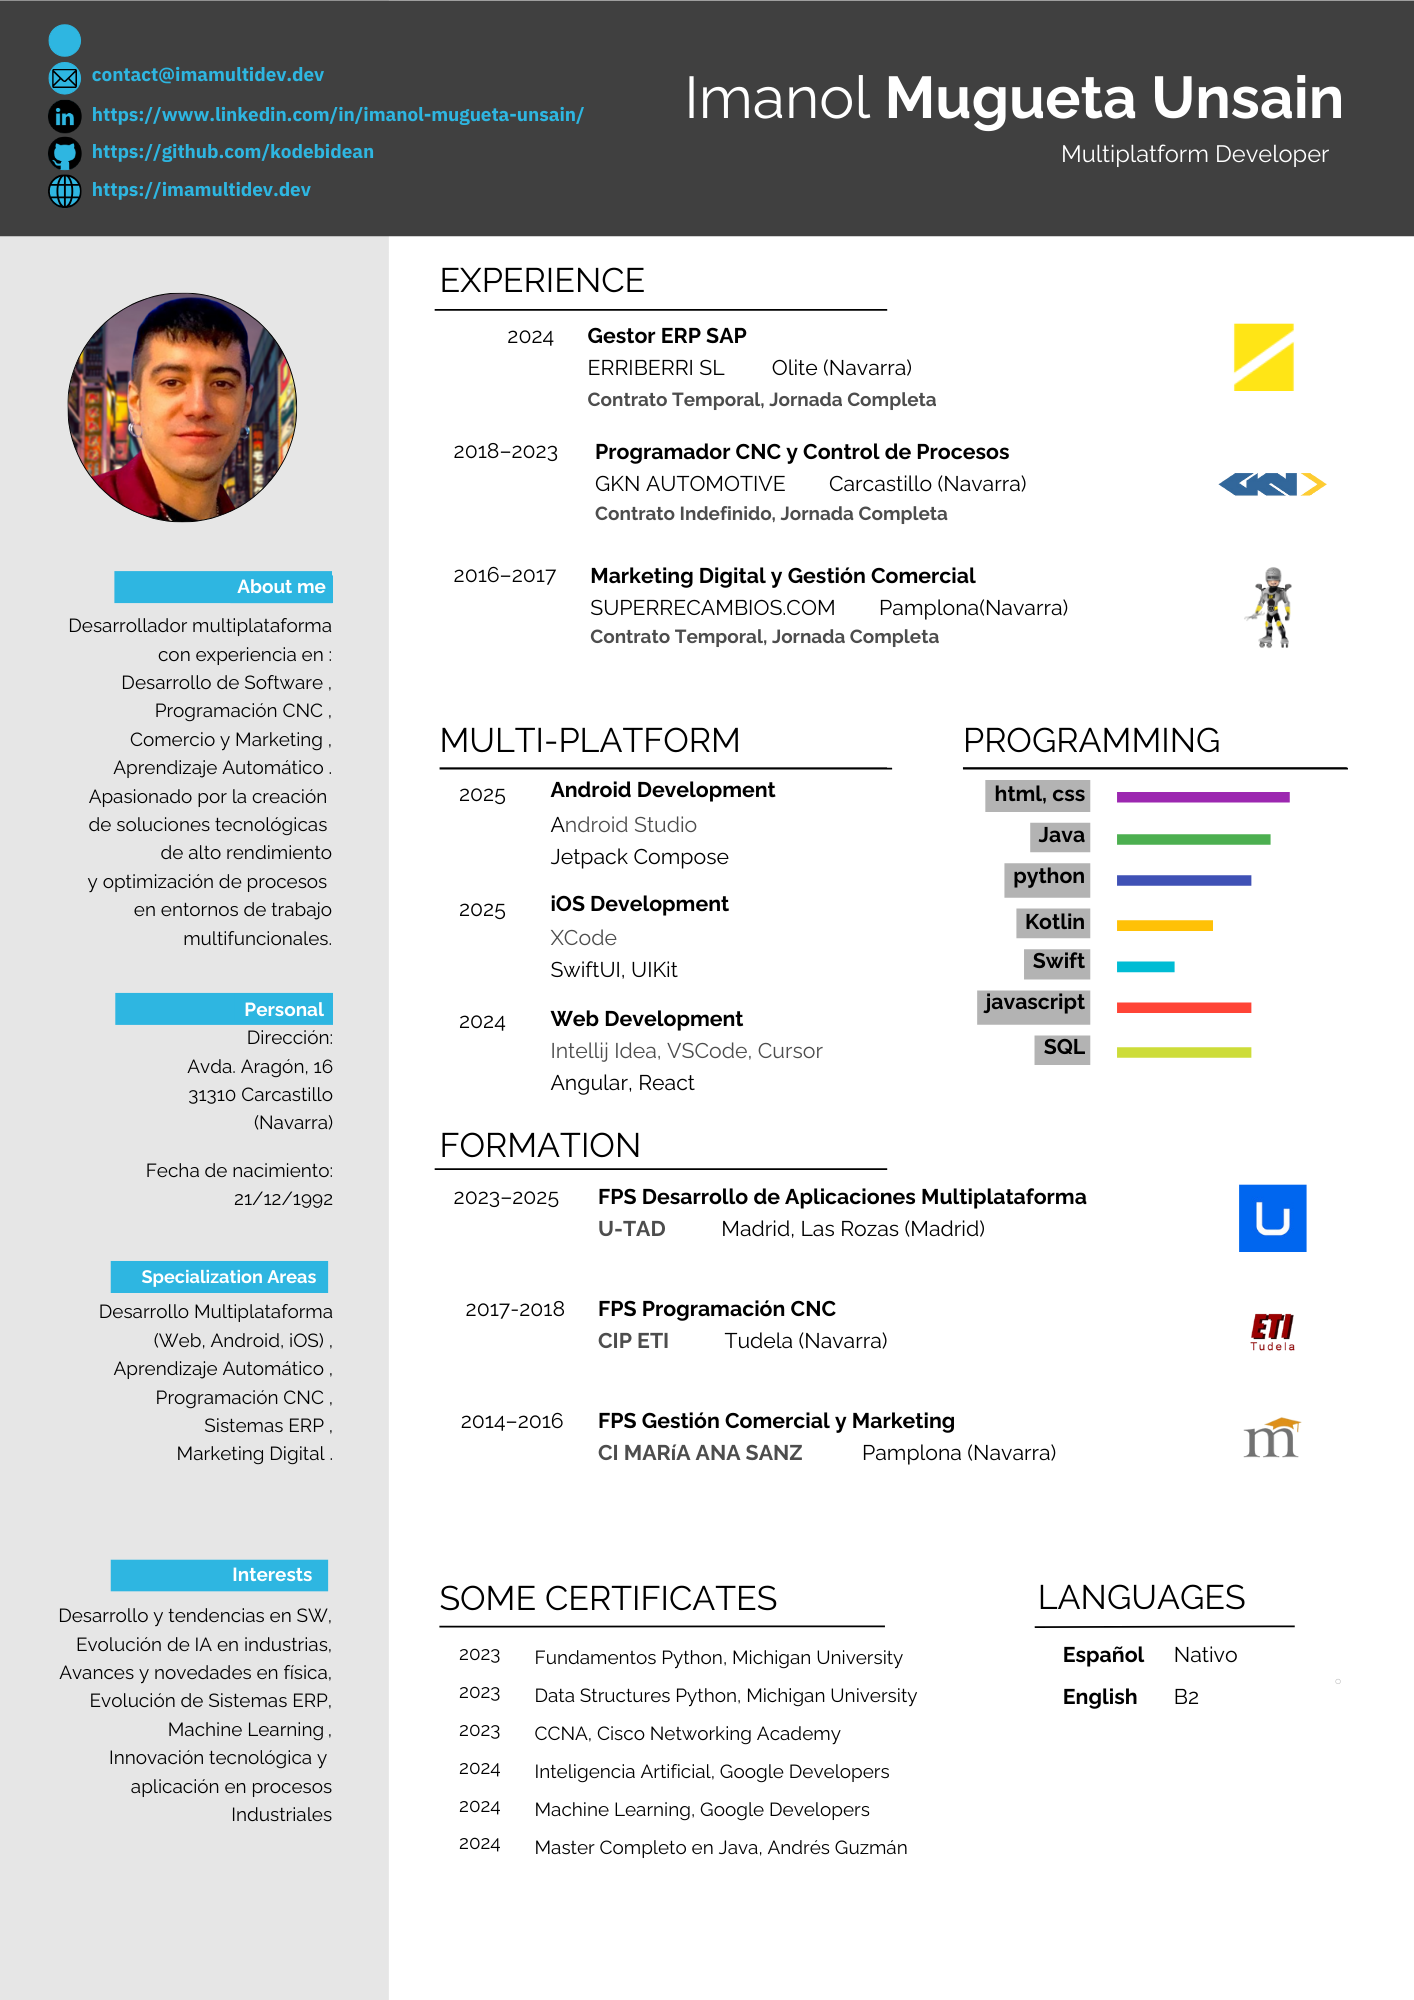 contact@imamultidev.dev
https://www.linkedin.com/in/imanol-mugueta-unsain/
https://github.com/kodebidean
https://imamultidev.dev
Imanol Mugueta Unsain
Multiplatform Developer
About me
Desarrollador multiplataforma
con experiencia en :
Desarrollo de Software ,
Programación CNC ,
Comercio y Marketing ,
Aprendizaje Automático .
Apasionado por la creación
de soluciones tecnológicas
de alto rendimiento
y optimización de procesos
en entornos de trabajo
multifuncionales.
Personal
Dirección:
Avda. Aragón, 16
31310 Carcastillo
(Navarra)
Fecha de nacimiento:
21/12/1992
Specialization Areas
Desarrollo Multiplataforma
(Web, Android, iOS) ,
Aprendizaje Automático ,
Programación CNC ,
Sistemas ERP ,
Marketing Digital .
Interests
Desarrollo y tendencias en SW,
Evolución de IA en industrias,
Avances y novedades en física,
Evolución de Sistemas ERP,
Machine Learning ,
Innovación tecnológica y
aplicación en procesos
Industriales
EXPERIENCE
2024 Gestor ERP SAP
ERRIBERRI SL Olite (Navarra)
Contrato Temporal, Jornada Completa
2018–2023 Programador CNC y Control de Procesos
GKN AUTOMOTIVE Carcastillo (Navarra)
Contrato Indefinido, Jornada Completa
GKN
2016–2017 Marketing Digital y Gestión Comercial
SUPERRECAMBIOS.COM Pamplona(Navarra)
Contrato Temporal, Jornada Completa
MULTI-PLATFORM
2025 Android Development
Android Studio
Jetpack Compose
2025 iOS Development
XCode
SwiftUI, UIKit
2024 Web Development
Intellij Idea, VSCode, Cursor
Angular, React
PROGRAMMING
html, css
Java
python
Kotlin
Swift
javascript
SQL
FORMATION
2023–2025 FPS Desarrollo de Aplicaciones Multiplataforma
U-TAD Madrid, Las Rozas (Madrid)
U
2017-2018 FPS Programación CNC
CIP ETI Tudela (Navarra)
ETI
Tudela
2014–2016 FPS Gestión Comercial y Marketing
CI MARíA ANA SANZ Pamplona (Navarra)
m
SOME CERTIFICATES
2023 Fundamentos Python, Michigan University
2023 Data Structures Python, Michigan University
2023 CCNA, Cisco Networking Academy
2024 Inteligencia Artificial, Google Developers
2024 Machine Learning, Google Developers
2024 Master Completo en Java, Andrés Guzmán
LANGUAGES
Español Nativo
English B2